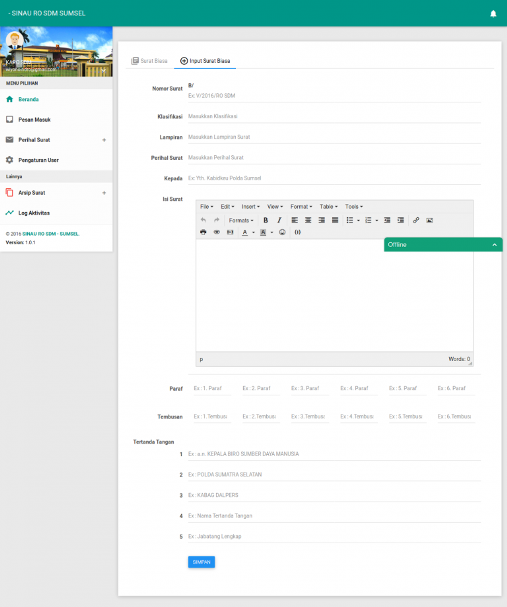 - SINAU RO SDM SUMSEL
MENU PILIHAN
Beranda
Pesan Masuk
Perihal Surat +
Pengaturan User
Lainnya
Arsip Surat +
Log Aktivitas
© 2016 SINAU RO SDM - SUMSEL.
Version: 1.0.1
Surat Biasa
Input Surat Biasa
Nomor Surat B/
Ex: V/2016/RO SDM
Klasifikasi Masukkan Klasifikasi
Lampiran Masukkan Lampiran Surat
Perihal Surat Masukkan Perihal Surat
Kepada Ex: Yth. Kabidkeu Polda Sumsel
Isi Surat
File Edit Insert View Format Table Tools
Formats B I
A A
Offline
p Words: 0
Paraf Ex : 1. Paraf Ex : 2. Paraf Ex : 3. Paraf Ex : 4. Paraf Ex : 5. Paraf Ex : 6. Paraf
Tembusan Ex : 1.Tembusa Ex : 2.Tembusa Ex : 3.Tembusa Ex : 4.Tembusa Ex : 5.Tembusa Ex : 6.Tembusa
Tertanda Tangan
1 Ex : a.n. KEPALA BIRO SUMBER DAYA MANUSIA
2 Ex : POLDA SUMATRA SELATAN
3 Ex : KABAG DALPERS
4 Ex : Nama Tertanda Tangan
5 Ex : Jabatang Lengkap
SIMPAN